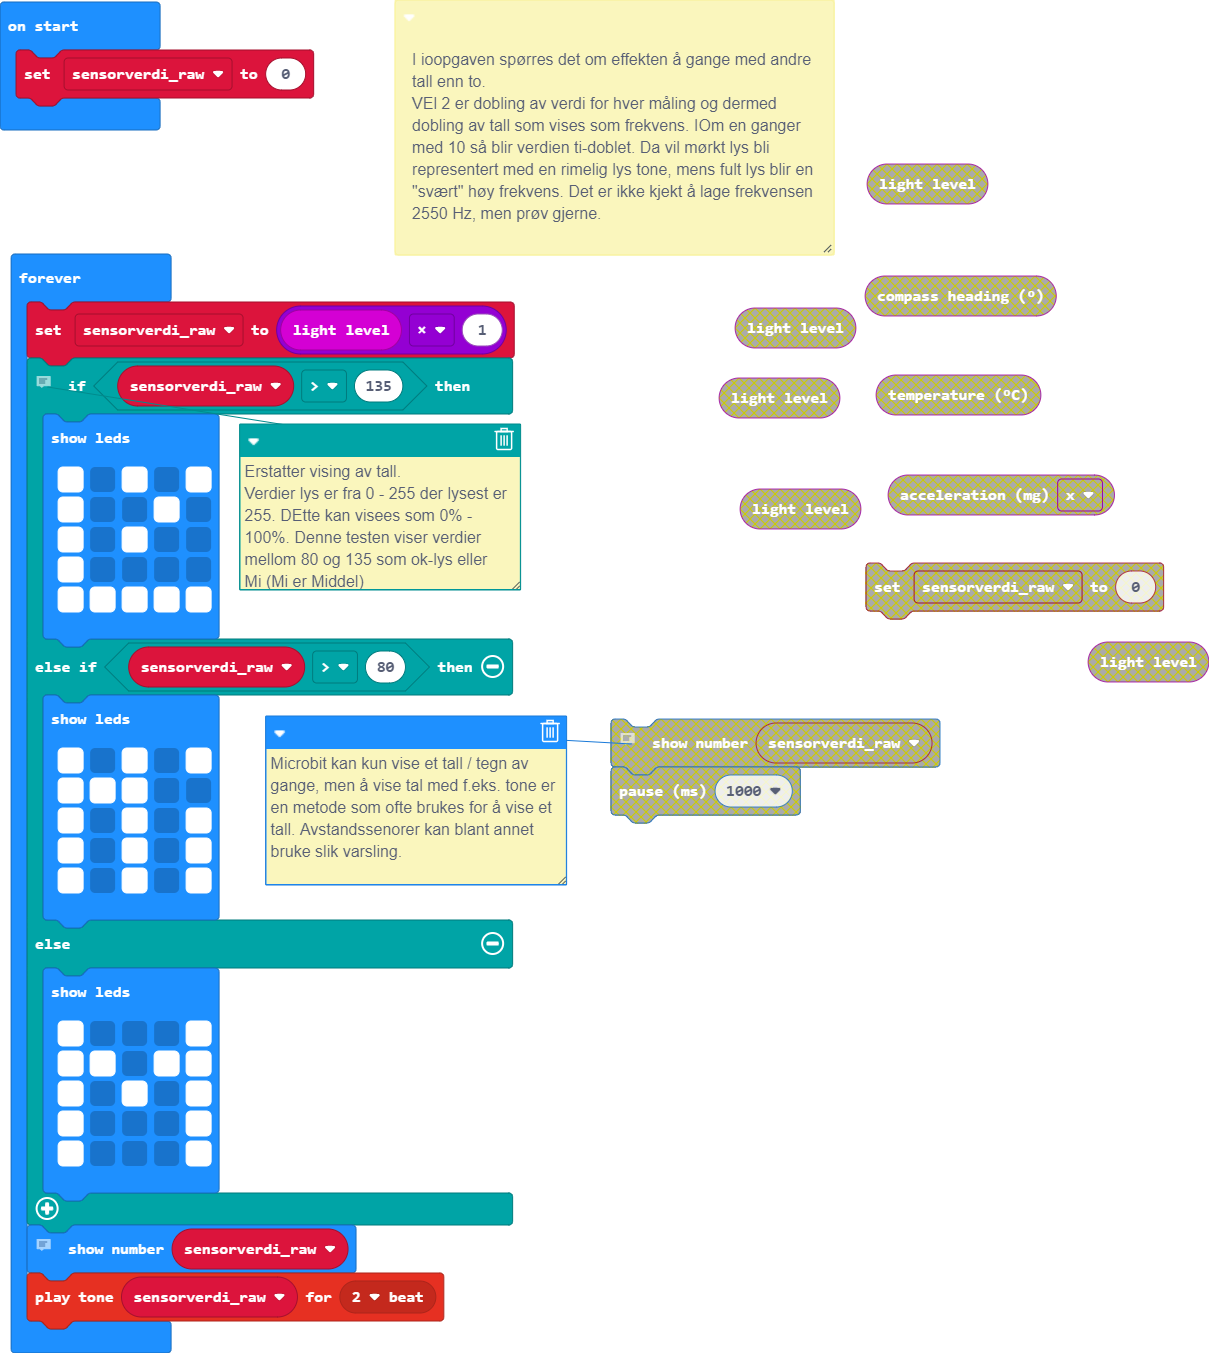 on start
set sensorverdi_raw to 0
I ioopgaven spørres det om effekten å gange med andre
tall enn to.
VEl 2 er dobling av verdi for hver måling og dermed
dobling av tall som vises som frekvens. IOm en ganger
med 10 så blir verdien ti-doblet. Da vil mørkt lys bli
representert med en rimelig lys tone, mens fult lys blir en
"svært" høy frekvens. Det er ikke kjekt å lage frekvensen
2550 Hz, men prøv gjerne.
light level
compass heading (º)
light level
temperature (ºC)
light level
acceleration (mg) x
light level
set sensorverdi_raw to 0
light level
forever
set sensorverdi_raw to light level × 1
if sensorverdi_raw > 135 then
show leds
Erstatter vising av tall.
Verdier lys er fra 0 - 255 der lysest er
255. DEtte kan visees som 0% -
100%. Denne testen viser verdier
mellom 80 og 135 som ok-lys eller
Mi (Mi er Middel)
else if sensorverdi_raw > 80 then
show leds
Microbit kan kun vise et tall / tegn av
gange, men å vise tal med f.eks. tone er
en metode som ofte brukes for å vise et
tall. Avstandssenorer kan blant annet
bruke slik varsling.
show number sensorverdi_raw
pause (ms) 1000
else
show leds
show number sensorverdi_raw
play tone sensorverdi_raw for 2 beat